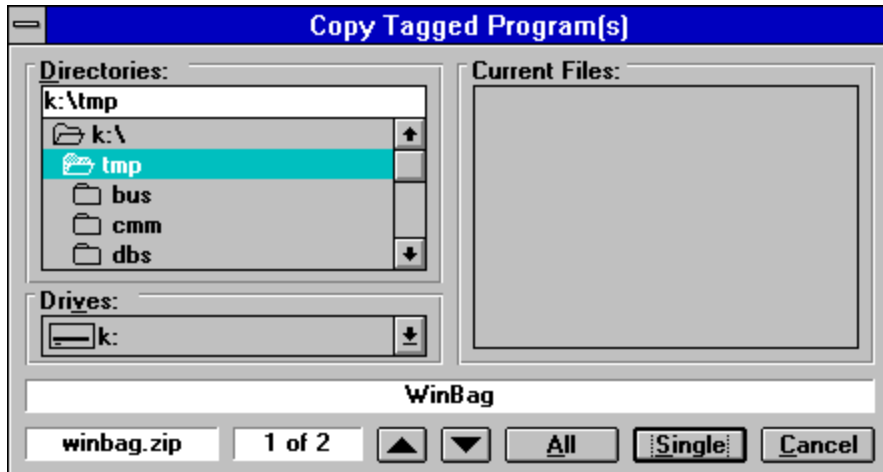 Copy Tagged Program(s)
Directories:
k:\tmp
k:\
tmp
bus
cmm
dbs
Drives:
k:
Current Files:
WinBag
winbag.zip
1 of 2
All
Single
Cancel